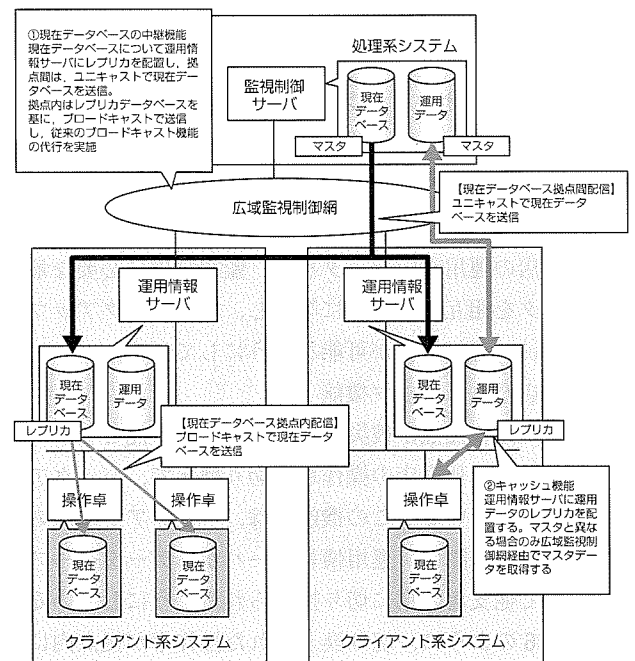 ①現在データベースの中継機能
現在データベースについて運用情
報サーバにレプリカを配置し，拠
点間は，ユニキャストで現在デー
タベースを送信。
拠点内はレプリカデータベースを
基に，ブロードキャストで送信
し，従来のブロードキャスト機能
の代行を実施
処理系システム
監視制御
サーバ
現在
データ
ベース
運用
データ
マスタ
マスタ
【現在データベース拠点間配信】
ユニキャストで現在データ
ベースを送信
広域監視制御網
運用情報
サーバ
運用情報
サーバ
現在
データ
ベース
運用
データ
現在
データ
ベース
運用
データ
レプリカ
レプリカ
【現在データベース拠点内配信】
ブロードキャストで現在データ
ベースを送信
②キャッシュ機能
運用情報サーバに運用
データのレプリカを配
置する。マスタと異な
る場合のみ広域監視制
御網経由でマスタデー
タを取得する
操作卓
操作卓
操作卓
現在
データ
ベース
現在
データ
ベース
現在
データ
ベース
クライアント系システム
クライアント系システム